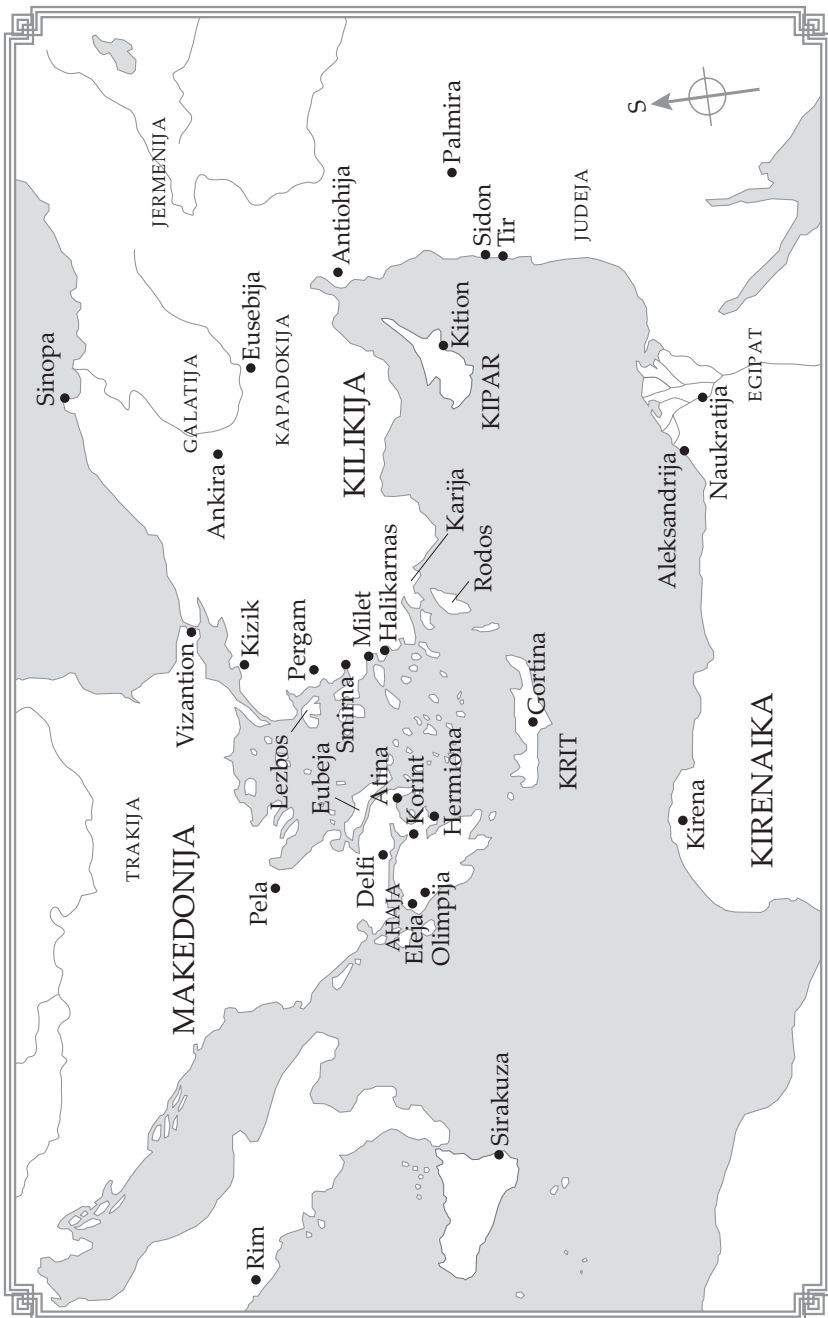 Sinopa
JERMENIJA
GALATIJA
Eusebija
KAPADOKIJA
Ankira
Antiohija
Palmira
Sidon
Tir
JUDEJA
S
KILIKIJA
Kition
KIPAR
Karija
Rodos
Vizantion
Kizik
Pergam
Lezbos
Smirna
Milet
Halikarnas
TRAKIJA
MAKEDONIJA
Pela
Eubeja
Atina
Delfi
Korint
Hermiona
AHAJA
Eleja
Olimpija
Gortina
KRIT
Rim
Sirakuza
Aleksandrija
Naukratija
EGIPAT
Kirena
KIRENAIKA